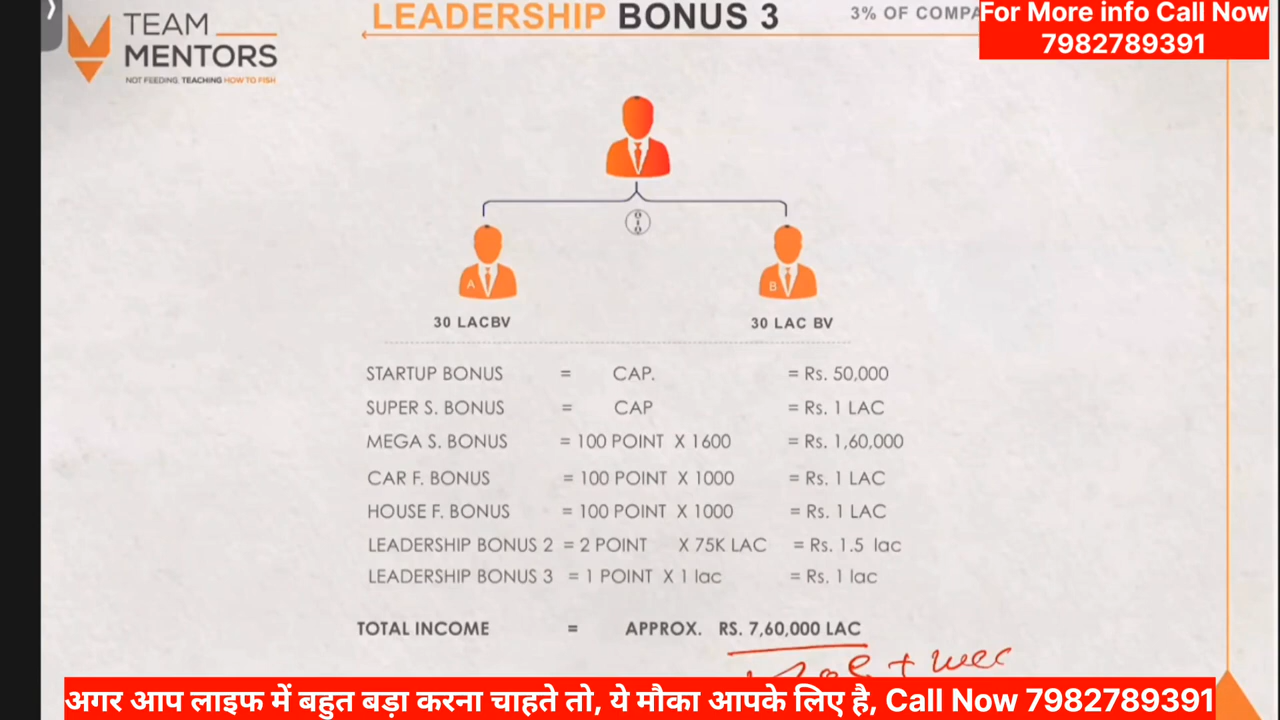 TEAM
MENTORS
NOT FEEDING, TEACHING HOW TO FISH
LEADERSHIP BONUS 3
3% OF COMPA
For More info Call Now
7982789391
A
B
30 LACBV
30 LAC BV
STARTUP BONUS = CAP. = Rs. 50,000
SUPER S. BONUS = CAP = Rs. 1 LAC
MEGA S. BONUS = 100 POINT X 1600 = Rs. 1,60,000
CAR F. BONUS = 100 POINT X 1000 = Rs. 1 LAC
HOUSE F. BONUS = 100 POINT X 1000 = Rs. 1 LAC
LEADERSHIP BONUS 2 = 2 POINT X 75K LAC = Rs. 1.5 lac
LEADERSHIP BONUS 3 = 1 POINT X 1 lac = Rs. 1 lac
TOTAL INCOME = APPROX. RS. 7,60,000 LAC
अगर आप लाइफ में बहुत बड़ा करना चाहते तो, ये मौका आपके लिए है, Call Now 7982789391